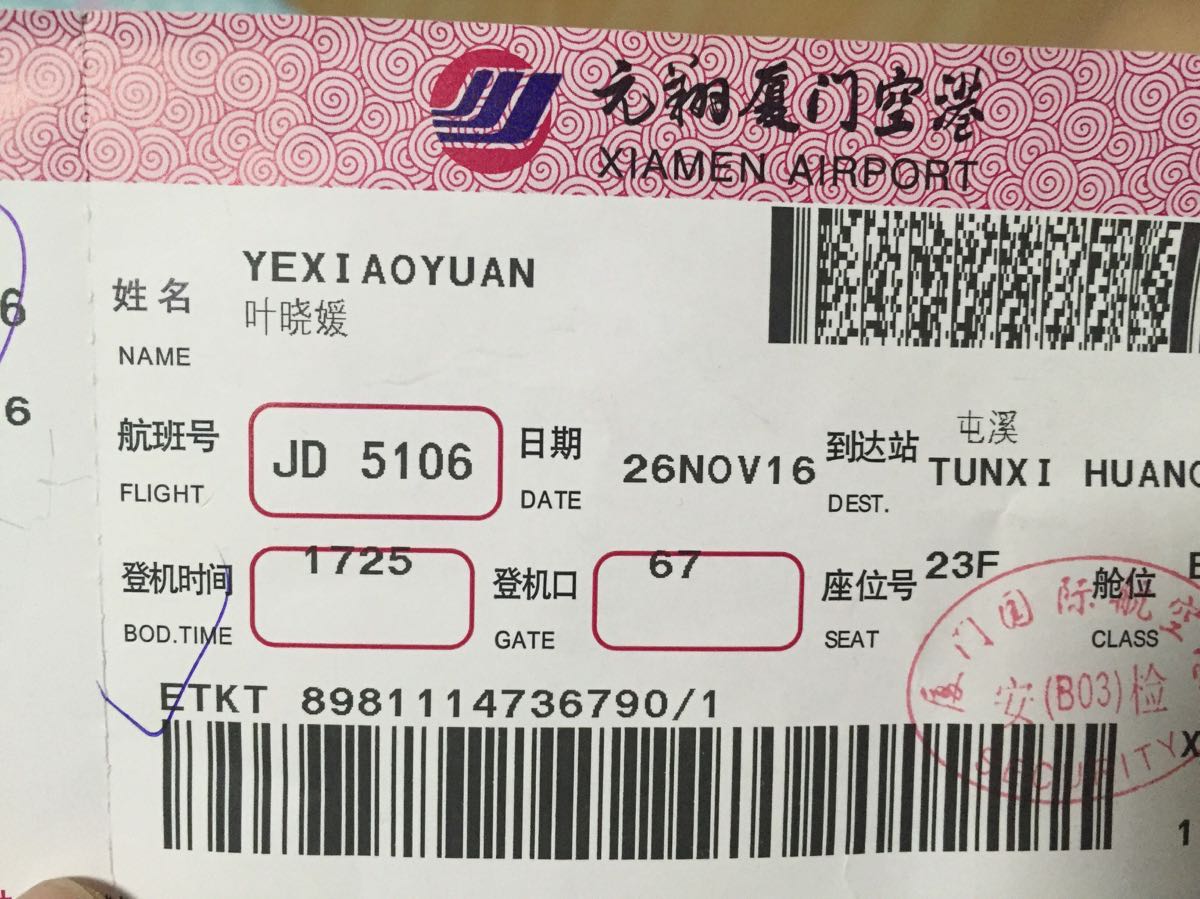 元翔厦门空港
XIAMEN AIRPORT
姓名 YEXIAOYUAN
叶晓媛
NAME
6
6
航班号 JD 5106 日期 26NOV16 到达站 屯溪
FLIGHT DATE DEST. TUNXI HUANG
登机时间 1725 登机口 67 座位号 23F 舱位
BOD.TIME GATE SEAT CLASS
厦门国际航空
安(B03)检
SECURITY
ETKT 8981114736790/1
X
1